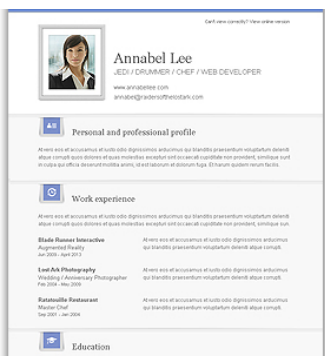 Can't view correctly? View online version
Annabel Lee
JEDI / DRUMMER / CHEF / WEB DEVELOPER
www.annabellee.com
annabel@raidersofthelostark.com
Personal and professional profile
At vero eos et accusamus et iusto odio dignissimos ducimus qui blanditiis praesentium voluptatum deleniti
atque corrupti quos dolores et quas molestias excepturi sint occaecati cupiditate non provident, similique sunt
in culpa qui officia deserunt mollitia animi, id est laborum et dolorum fuga. Et harum quidem rerum facilis.
Work experience
At vero eos et accusamus et iusto odio dignissimos ducimus qui blanditiis praesentium voluptatum deleniti
atque corrupti quos dolores et quas molestias excepturi sint occaecati cupiditate non provident, similique sun
Blade Runner Interactive
Augmented Reality
Jun 2009 - April 2013
At vero eos et accusamus et iusto odio dignissimos ducimus
qui blanditiis praesentium voluptatum deleniti atque corrupti.
Lost Ark Photography
Wedding / Anniversary Photographer
Feb 2004 - May 2009
At vero eos et accusamus et iusto odio dignissimos ducimus
qui blanditiis praesentium voluptatum deleniti atque corrupti.
Ratatouille Restaurant
Master Chef
Sep 2001 - Jan 2004
At vero eos et accusamus et iusto odio dignissimos ducimus
qui blanditiis praesentium voluptatum deleniti atque corrupti.
Education